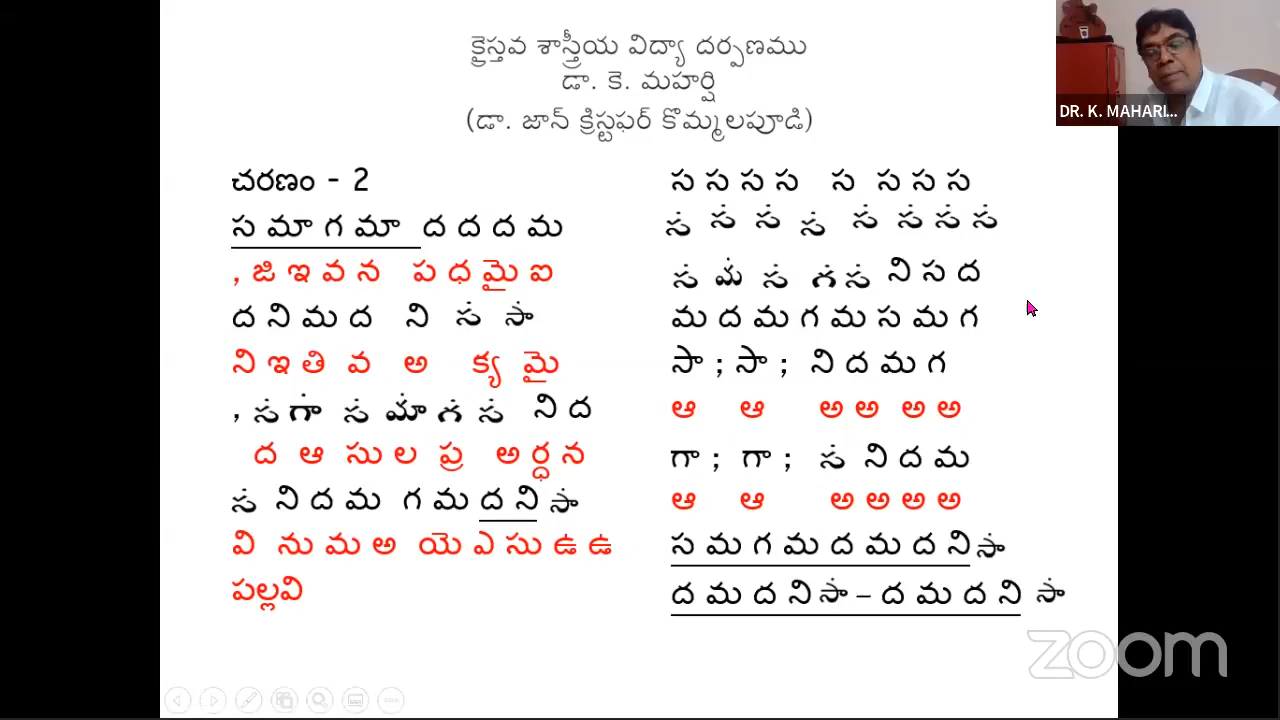 క్రైస్తవ శాస్త్రీయ విద్యా దర్పణము
డా. కె. మహర్షి
(డా. జాన్ క్రిస్టఫర్ కొమ్మలపూడి)
DR. K. MAHARI...
చరణం - 2
స మా గ మా ద ద ద మ
, జి ఇ వ న ప ధ మై ఐ
ద ని మ ద ని సం సాం
ని ఇ తి వ అ క్య మై
, సం గాం సం మాం గం సం ని ద
ద ఆ సు ల ప్ర అ ర్ధ న
సం ని ద మ గ మ ద ని సాం
వి ను మ అ యె ఎ సు ఉ ఉ
పల్లవి
స స స స స స స స
సం సం సం సం సం సం సం సం
సం మం సం గం సం ని స ద
మ ద మ గ మ స మ గ
సా ; సా ; ని ద మ గ
ఆ ఆ అ అ అ అ
గా ; గా ; సం ని ద మ
ఆ ఆ అ అ అ అ
స మ గ మ ద మ ద ని సాం
ద మ ద ని సాం – ద మ ద ని సాం
zoom